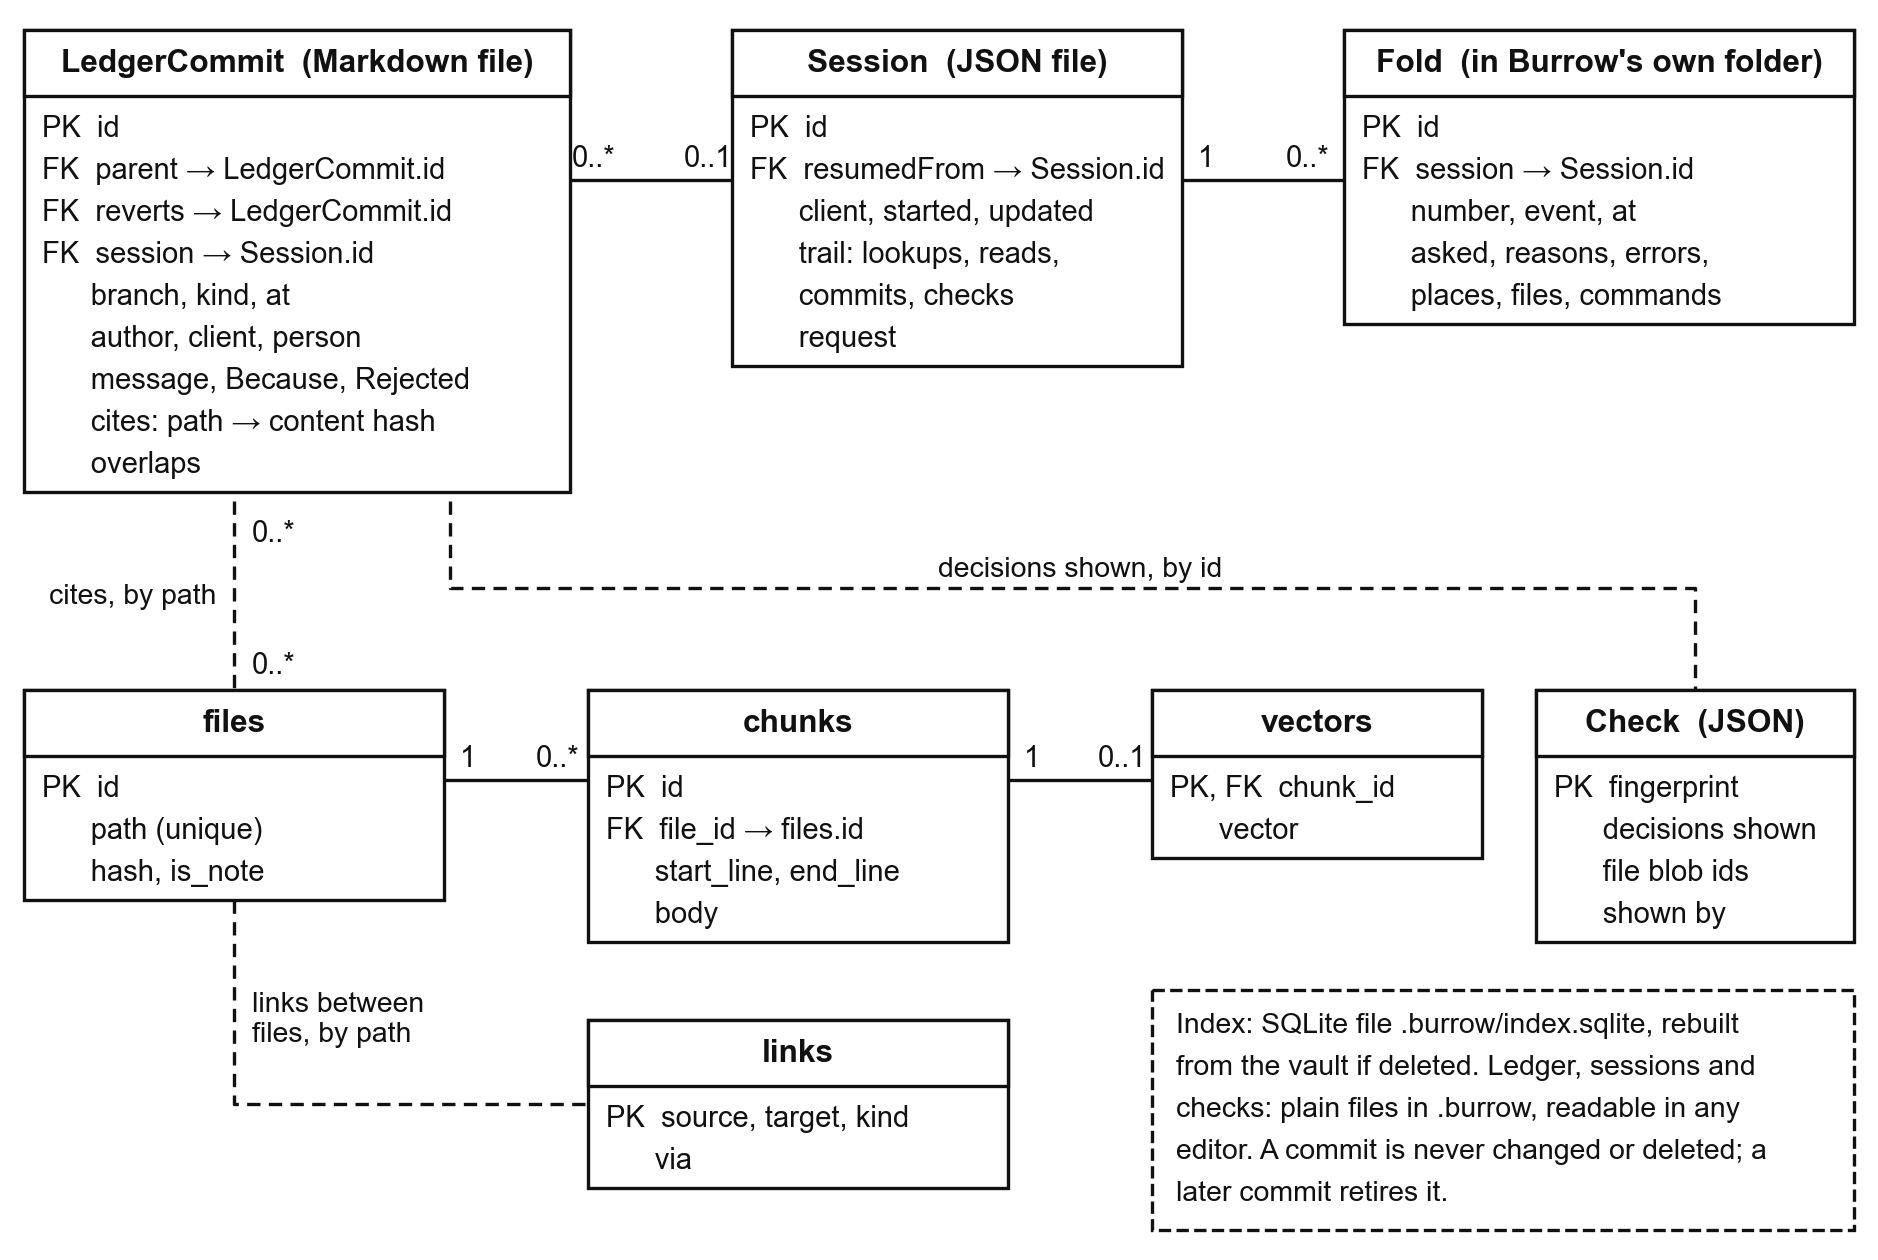 LedgerCommit (Markdown file)
PK id
FK parent → LedgerCommit.id
FK reverts → LedgerCommit.id
FK session → Session.id
branch, kind, at
author, client, person
message, Because, Rejected
cites: path → content hash
overlaps
0..*
0..1
Session (JSON file)
PK id
FK resumedFrom → Session.id
client, started, updated
trail: lookups, reads,
commits, checks
request
1
0..*
Fold (in Burrow's own folder)
PK id
FK session → Session.id
number, event, at
asked, reasons, errors,
places, files, commands
0..*
cites, by path
0..*
decisions shown, by id
files
PK id
path (unique)
hash, is_note
1
0..*
chunks
PK id
FK file_id → files.id
start_line, end_line
body
1
0..1
vectors
PK, FK chunk_id
vector
Check (JSON)
PK fingerprint
decisions shown
file blob ids
shown by
links between
files, by path
links
PK source, target, kind
via
Index: SQLite file .burrow/index.sqlite, rebuilt
from the vault if deleted. Ledger, sessions and
checks: plain files in .burrow, readable in any
editor. A commit is never changed or deleted; a
later commit retires it.